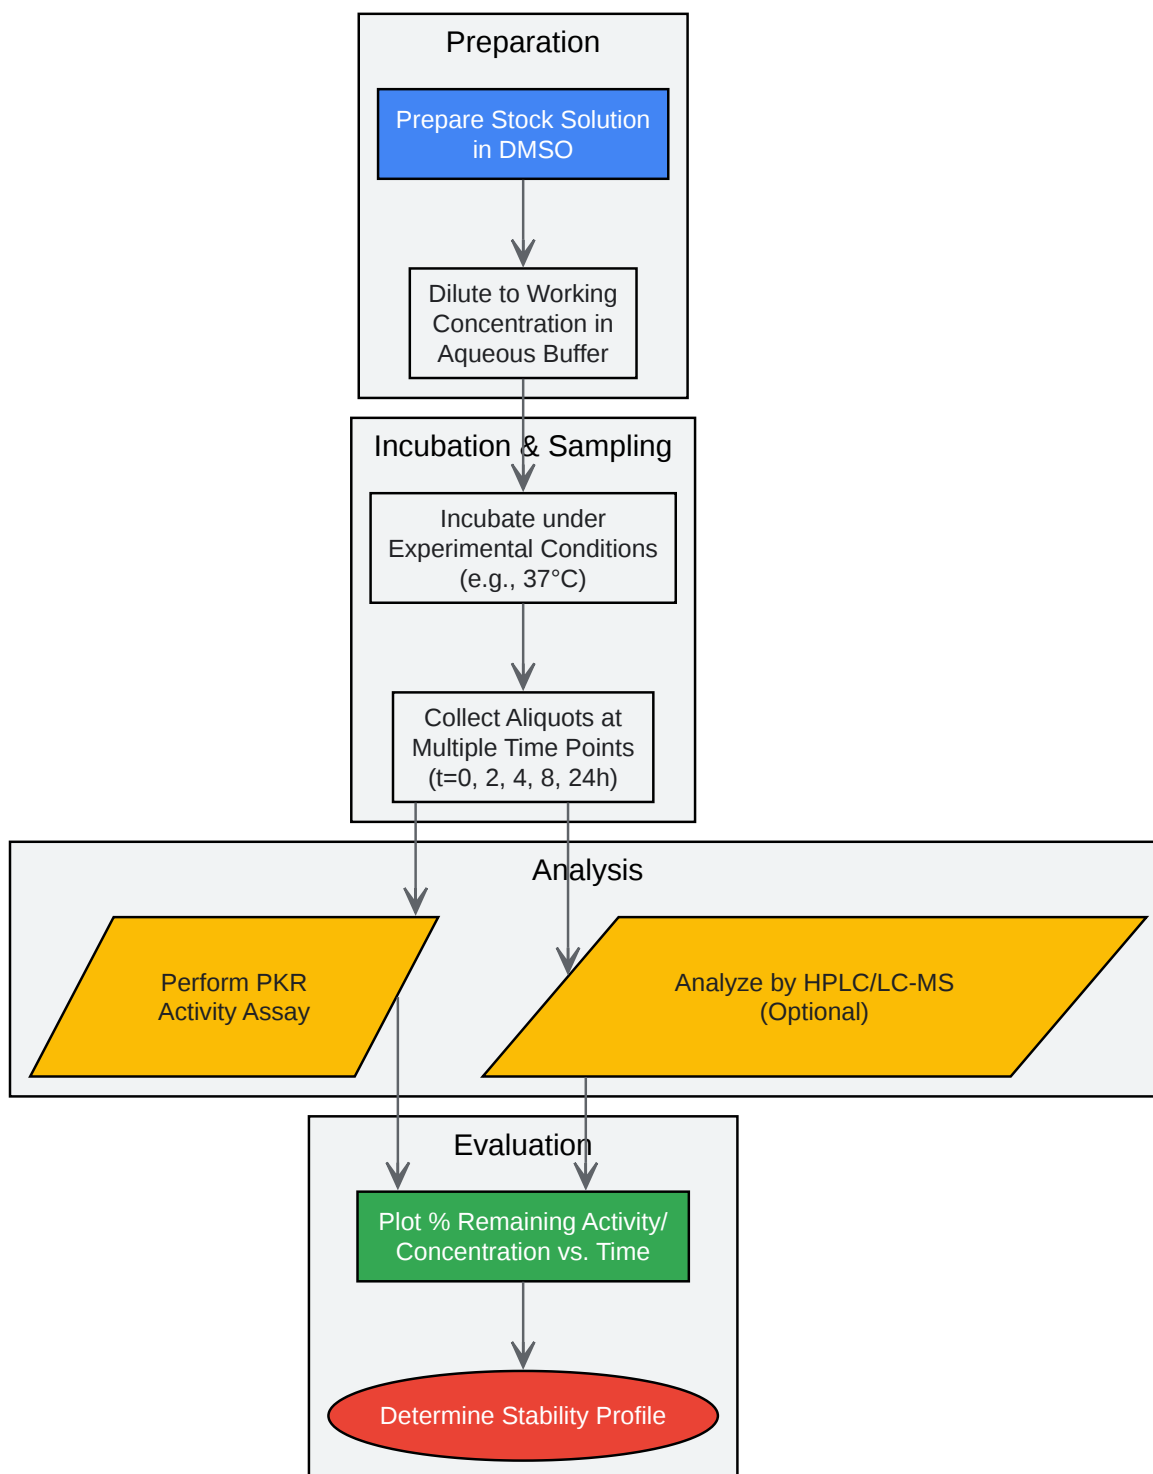 Preparation
Prepare Stock Solution
in DMSO
Dilute to Working
Concentration in
Aqueous Buffer
Incubation & Sampling
Incubate under
Experimental Conditions
(e.g., 37°C)
Collect Aliquots at
Multiple Time Points
(t=0, 2, 4, 8, 24h)
Analysis
Perform PKR
Activity Assay
Analyze by HPLC/LC-MS
(Optional)
Evaluation
Plot % Remaining Activity/
Concentration vs. Time
Determine Stability Profile